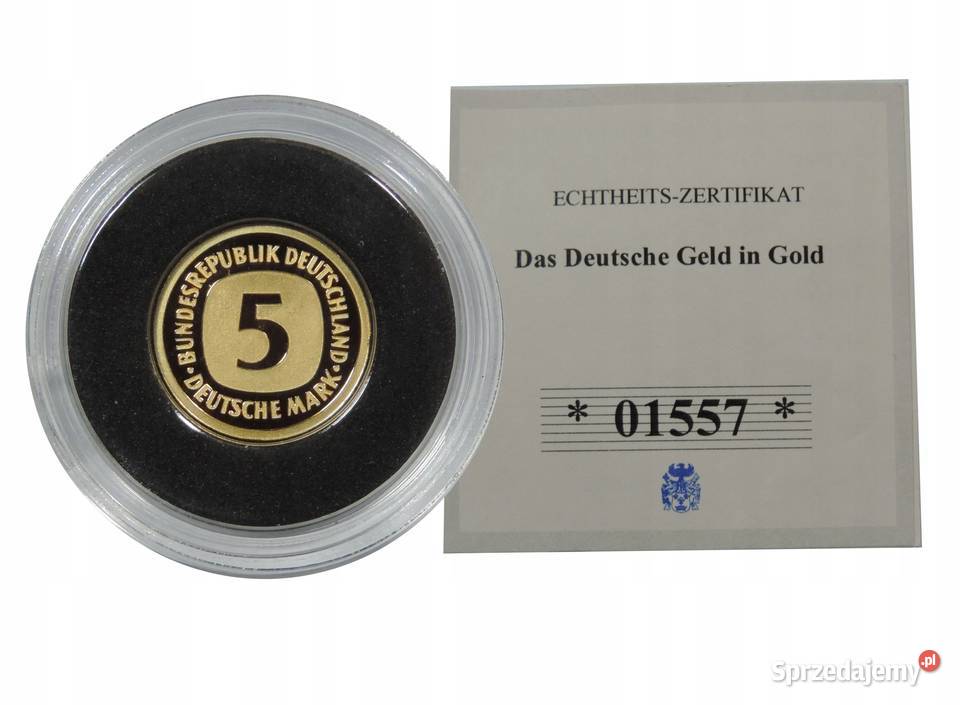 BUNDESREPUBLIK DEUTSCHLAND
5
DEUTSCHE MARK
ECHTHEITS-ZERTIFIKAT
Das Deutsche Geld in Gold
* 01557 *
Sprzedajemy.pl